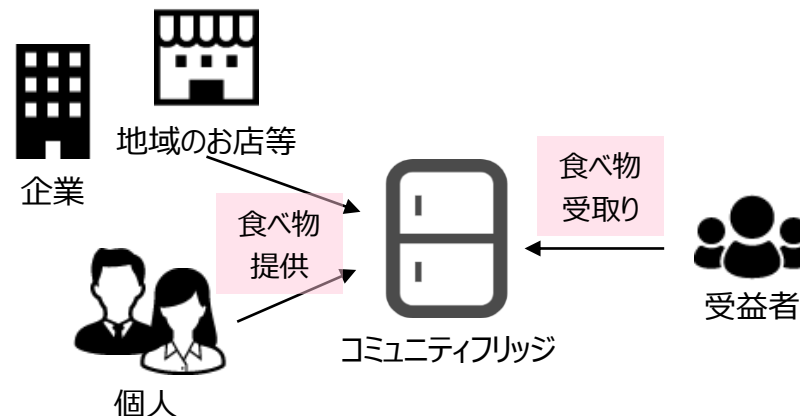 地域のお店等
企業
食べ物
提供
個人
コミュニティフリッジ
食べ物
受取り
受益者